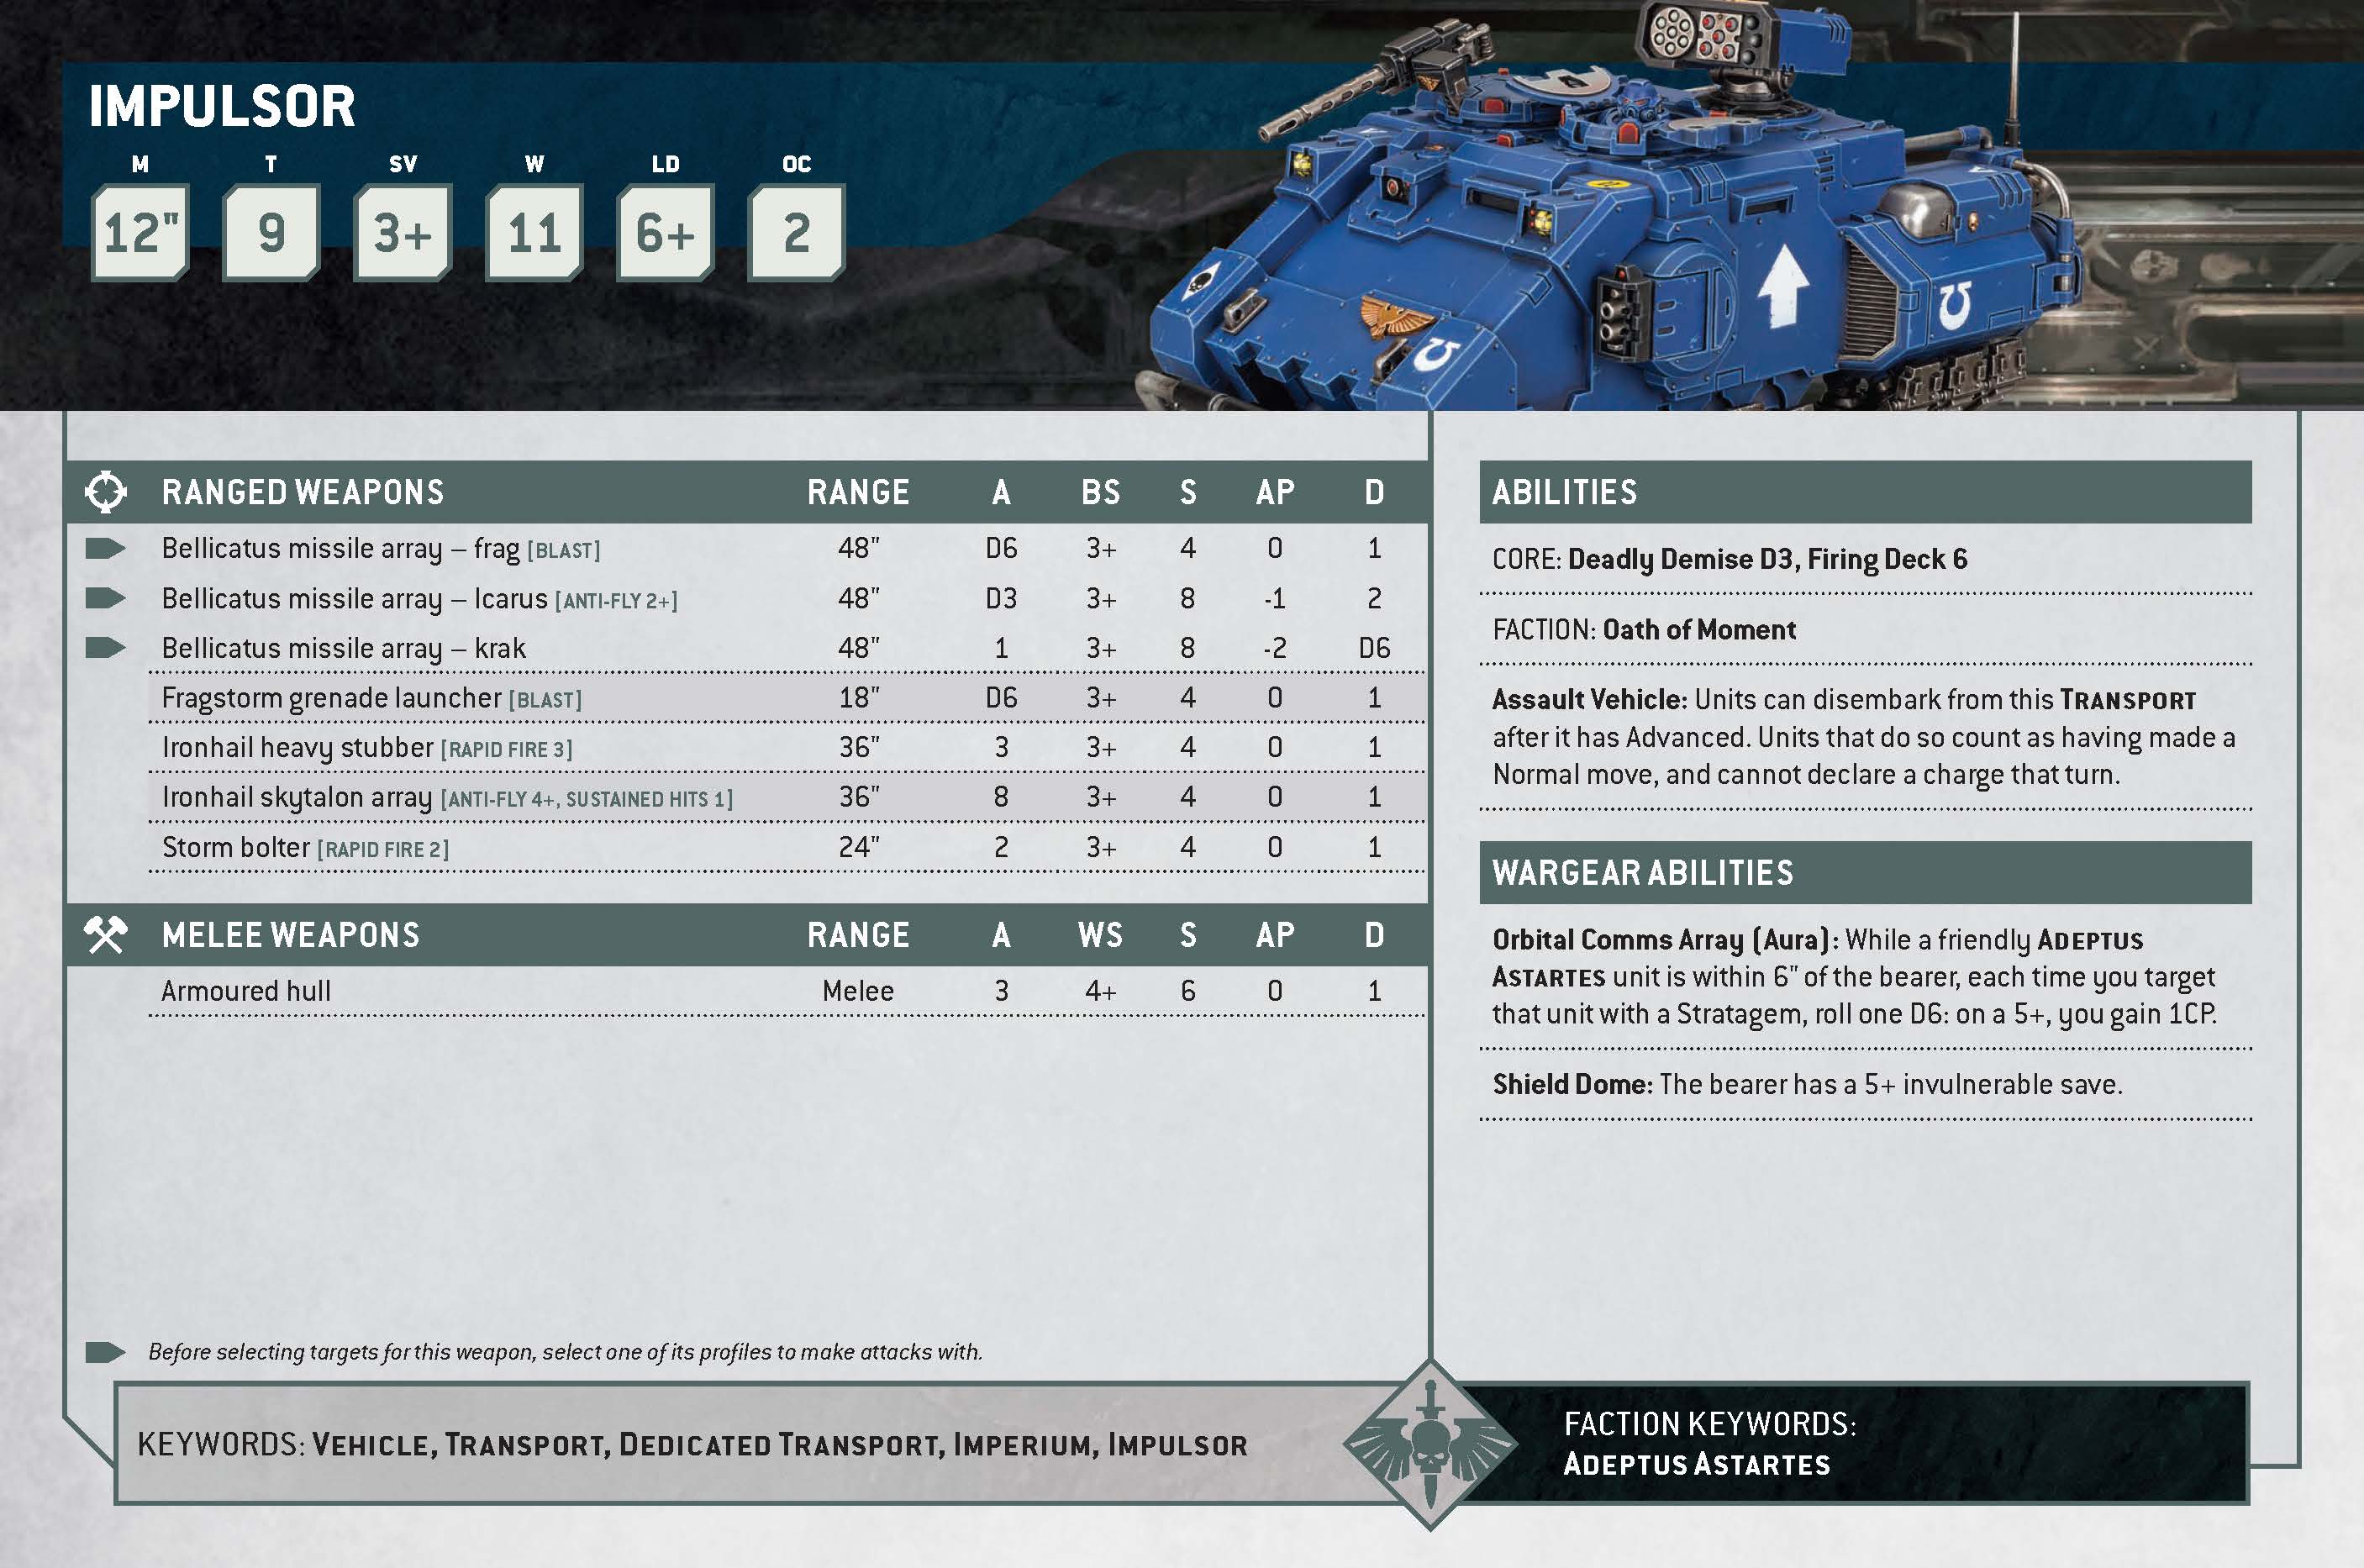 IMPULSOR
M T SV W LD OC
12" 9 3+ 11 6+ 2
RANGED WEAPONS RANGE A BS S AP D
Bellicatus missile array – frag [BLAST] 48" D6 3+ 4 0 1
Bellicatus missile array – Icarus [ANTI-FLY 2+] 48" D3 3+ 8 -1 2
Bellicatus missile array – krak 48" 1 3+ 8 -2 D6
Fragstorm grenade launcher [BLAST] 18" D6 3+ 4 0 1
Ironhail heavy stubber [RAPID FIRE 3] 36" 3 3+ 4 0 1
Ironhail skytalon array [ANTI-FLY 4+, SUSTAINED HITS 1] 36" 8 3+ 4 0 1
Storm bolter [RAPID FIRE 2] 24" 2 3+ 4 0 1
MELEE WEAPONS RANGE A WS S AP D
Armoured hull Melee 3 4+ 6 0 1
Before selecting targets for this weapon, select one of its profiles to make attacks with.
KEYWORDS: VEHICLE, TRANSPORT, DEDICATED TRANSPORT, IMPERIUM, IMPULSOR
ABILITIES
CORE: Deadly Demise D3, Firing Deck 6
FACTION: Oath of Moment
Assault Vehicle: Units can disembark from this TRANSPORT
after it has Advanced. Units that do so count as having made a
Normal move, and cannot declare a charge that turn.
WARGEAR ABILITIES
Orbital Comms Array (Aura): While a friendly ADEPTUS
ASTARTES unit is within 6" of the bearer, each time you target
that unit with a Stratagem, roll one D6: on a 5+, you gain 1CP.
Shield Dome: The bearer has a 5+ invulnerable save.
FACTION KEYWORDS:
ADEPTUS ASTARTES